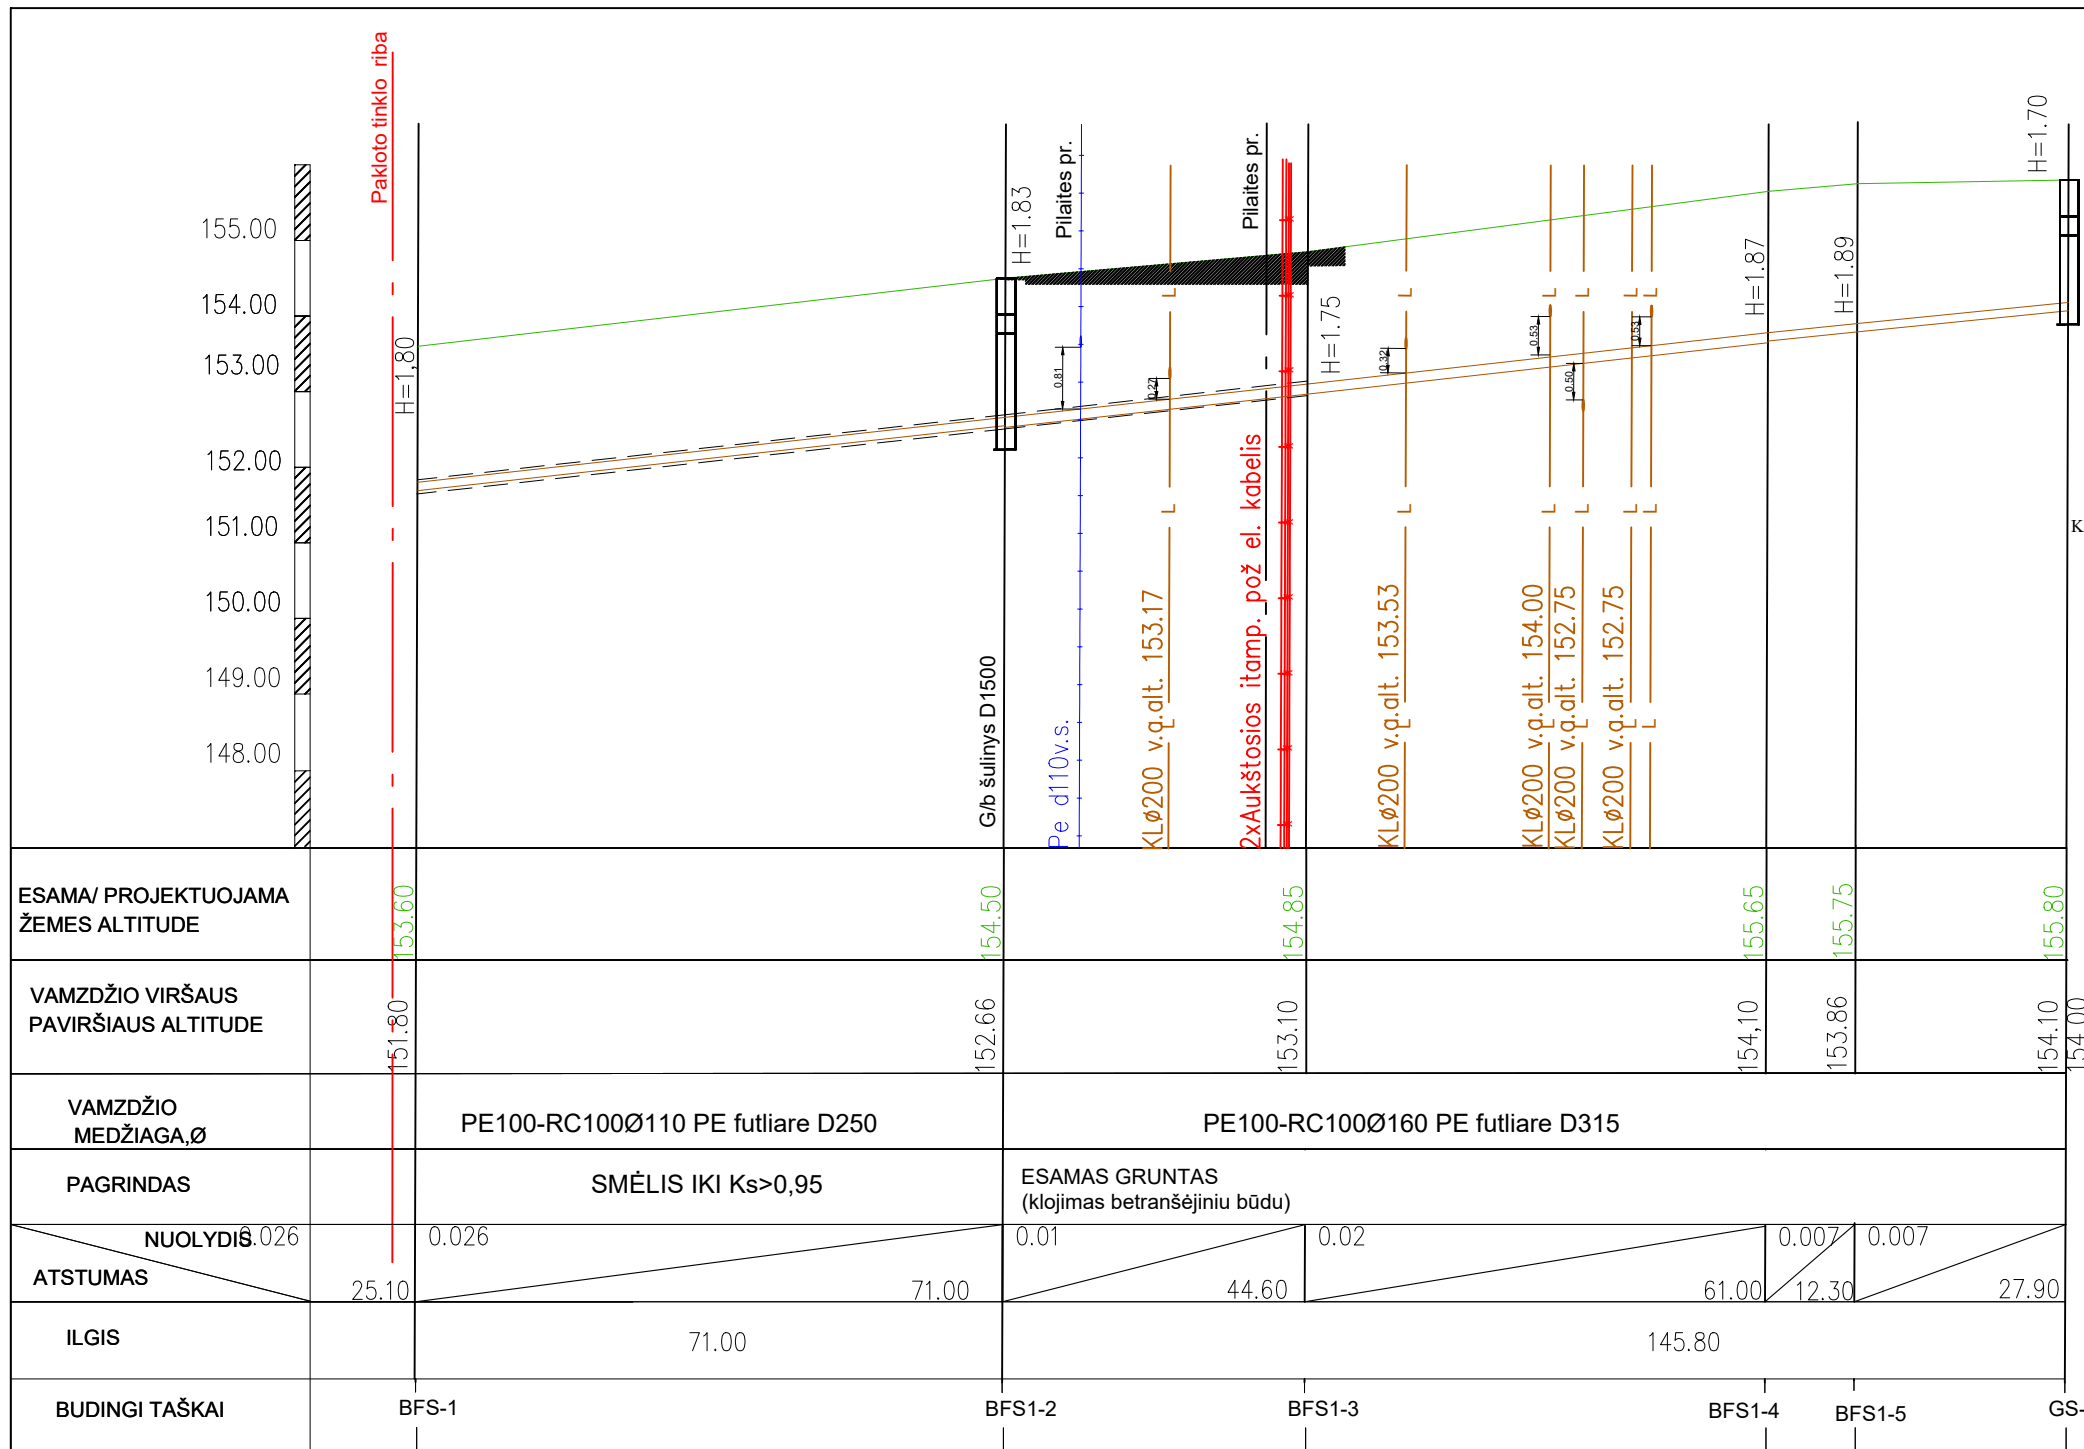 Pakloto tinklo riba
155.00
154.00
153.00
152.00
151.00
150.00
149.00
148.00
H=1,80
H=1.83
Pilaites pr.
Pilaites pr.
H=1.75
H=1.87
H=1.89
H=1.70
0.81
0.27
0.32
0.53
0.50
0.53
G/b šulinys D1500
Pe d110v.s.
KLø200 v.a.alt. 153.17
2xAukštosios itamp. pož el. kabelis
KLø200 v.a.alt. 153.53
KLø200 v.a.alt. 154.00
KLø200 v.a.alt. 152.75
KLø200 v.a.alt. 152.75
L L L L L L
L L L L L L
L L L L L L
K
ESAMA/ PROJEKTUOJAMA
ŽEMES ALTITUDE
153.60 154.50 154.85 155.65 155.75 155.80
VAMZDŽIO VIRŠAUS
PAVIRŠIAUS ALTITUDE
151.80 152.66 153.10 154,10 153.86 154.10 154.00
VAMZDŽIO
MEDŽIAGA,Ø
PE100-RC100Ø110 PE futliare D250
PE100-RC100Ø160 PE futliare D315
PAGRINDAS
SMĖLIS IKI Ks>0,95
ESAMAS GRUNTAS
(klojimas betranšėjiniu būdu)
NUOLYDIS
0.026 0.026 0.01 0.02 0.007 0.007
ATSTUMAS
25.10 71.00 44.60 61.00 12.30 27.90
ILGIS
71.00 145.80
BUDINGI TAŠKAI
BFS-1 BFS1-2 BFS1-3 BFS1-4 BFS1-5 GS-